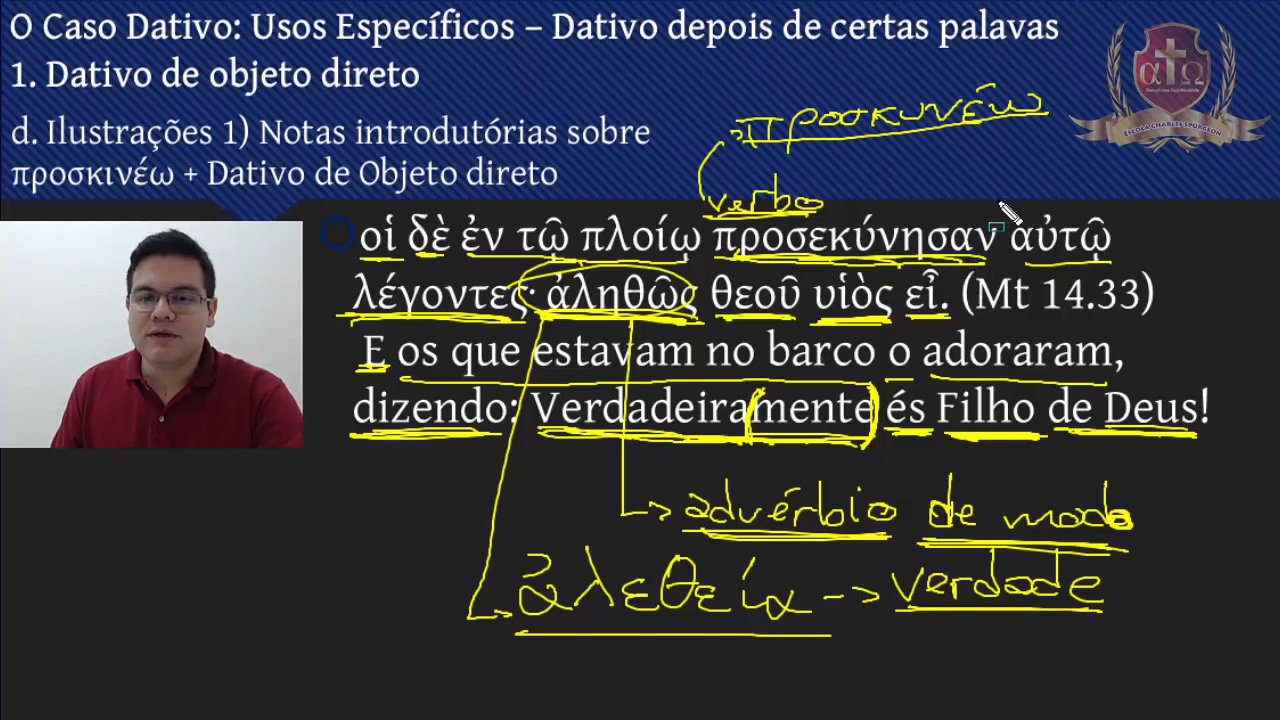 O Caso Dativo: Usos Específicos – Dativo depois de certas palavas
1. Dativo de objeto direto
d. Ilustrações 1) Notas introdutórias sobre
προσκινέω + Dativo de Objeto direto
προσκυνέω
verbo
ESCOLA CHARLES SPURGEON
α Ω
οἱ δὲ ἐν τῷ πλοίῳ προσεκύνησαν αὐτῷ
λέγοντες· ἀληθῶς θεοῦ υἱὸς εἶ. (Mt 14.33)
E os que estavam no barco o adoraram,
dizendo: Verdadeiramente és Filho de Deus!
advérbio de modo
ἀλεθεία -> verdade